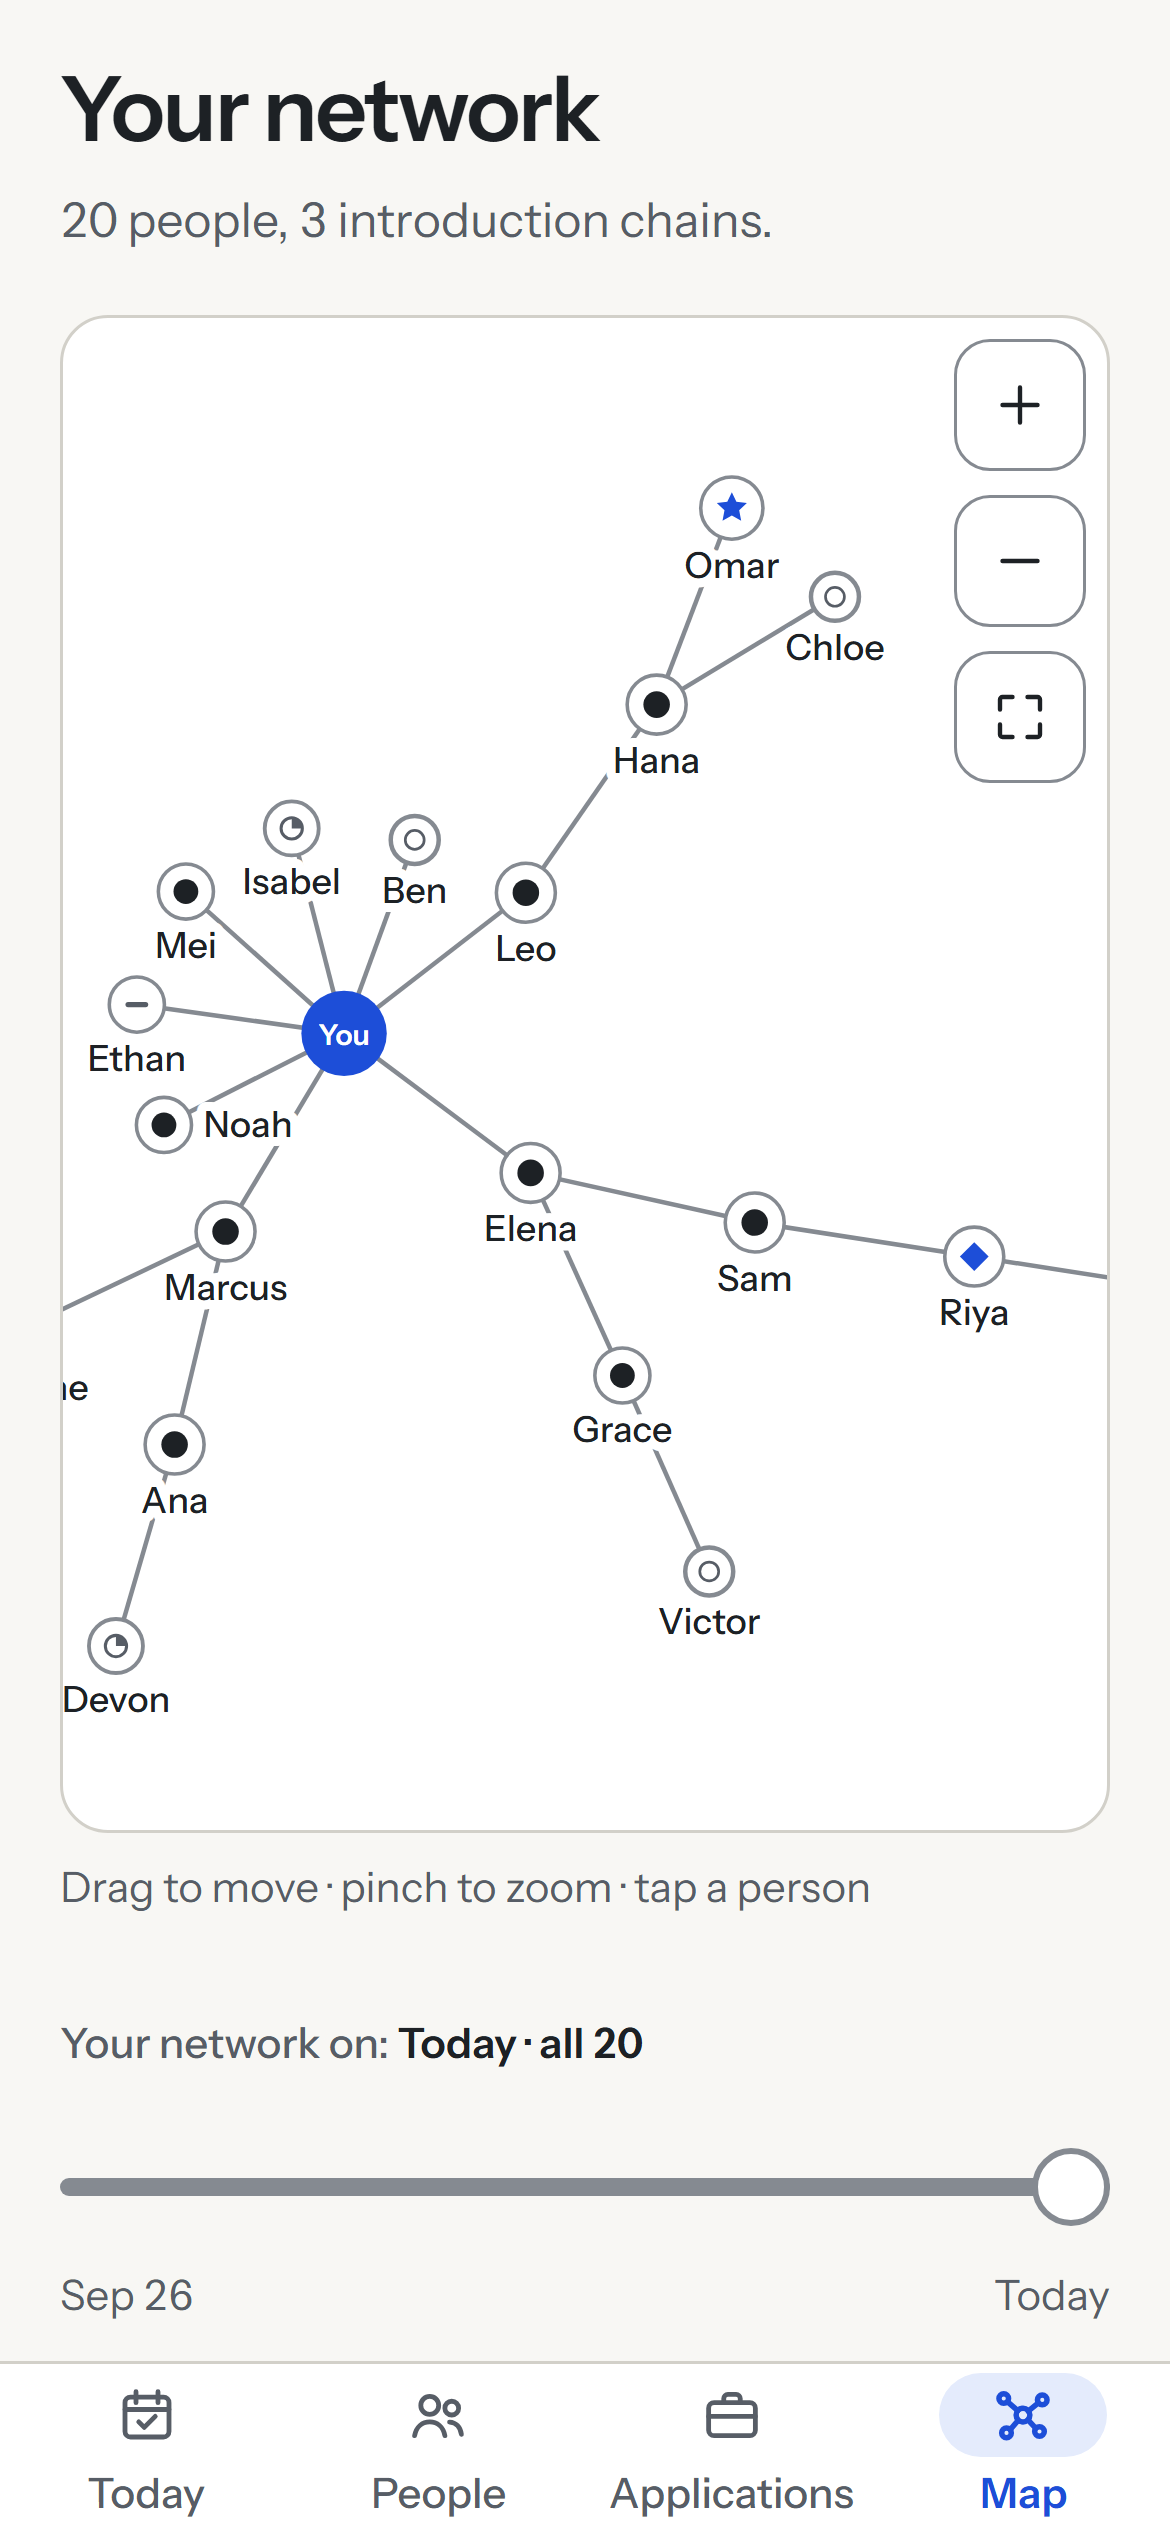 Your network
20 people, 3 introduction chains.
Omar
Chloe
Hana
Isabel
Ben
Mei
Leo
You
Ethan
Noah
Elena
Marcus
Sam
Riya
Grace
Ana
Victor
Devon
Drag to move · pinch to zoom · tap a person
Your network on: Today · all 20
Sep 26
Today
Today
People
Applications
Map